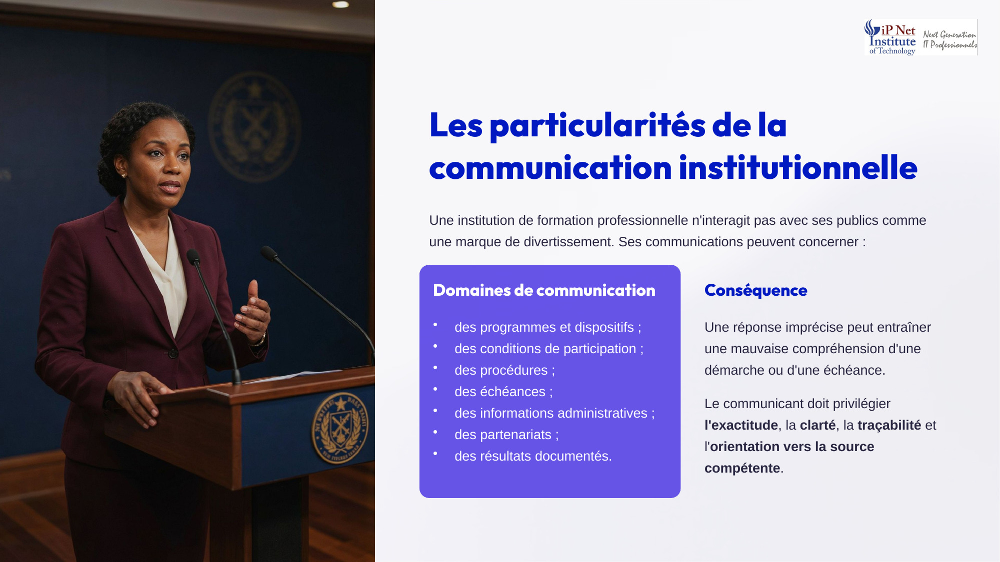 iP Net
Institute
of Technology
Next Generation
IT Professionnels
Les particularités de la
communication institutionnelle
Une institution de formation professionnelle n'interagit pas avec ses publics comme
une marque de divertissement. Ses communications peuvent concerner :
Domaines de communication
• des programmes et dispositifs ;
• des conditions de participation ;
• des procédures ;
• des échéances ;
• des informations administratives ;
• des partenariats ;
• des résultats documentés.
Conséquence
Une réponse imprécise peut entraîner
une mauvaise compréhension d'une
démarche ou d'une échéance.
Le communicant doit privilégier
l'exactitude, la clarté, la traçabilité et
l'orientation vers la source
compétente.